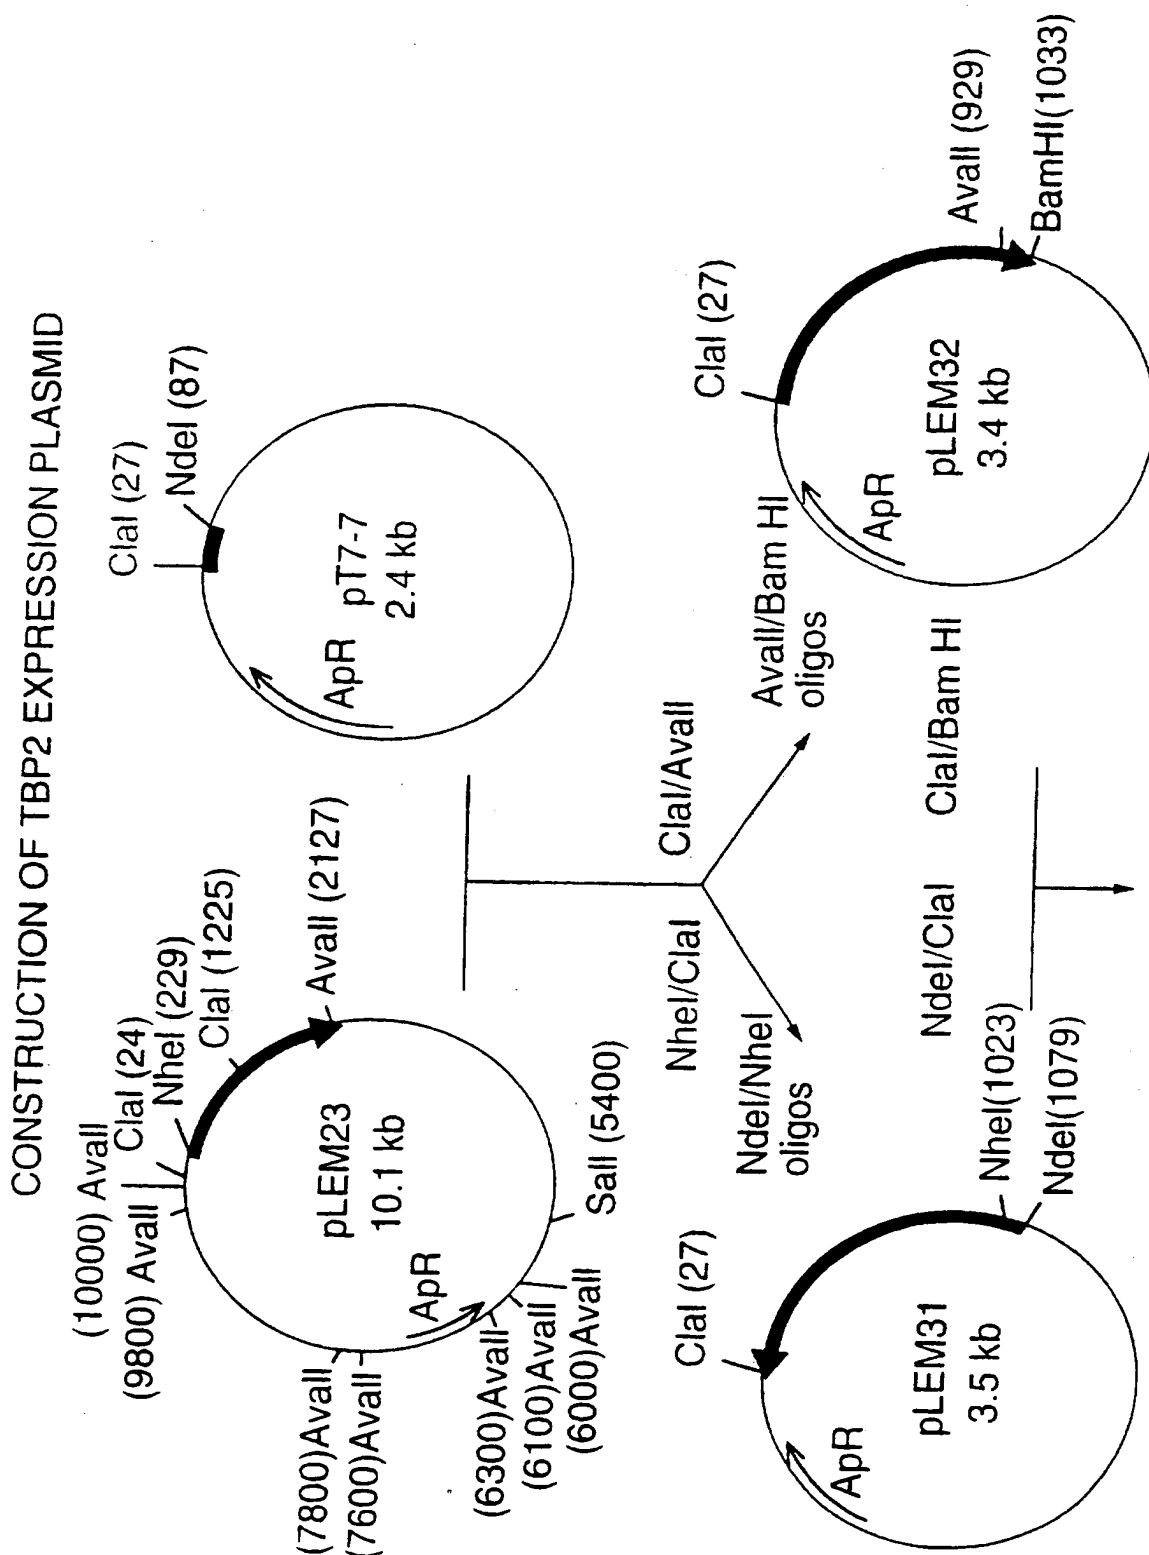 CONSTRUCTION OF TBP2 EXPRESSION PLASMID
(10000) AvaII
(9800) AvaII
ClaI (24)
NheI (229)
ClaI (1225)
AvaII (2127)
pLEM23
10.1 kb
ApR
(7800)AvaII
(7600)AvaII
(6300)AvaII
(6100)AvaII
(6000)AvaII
SalI (5400)
ClaI (27)
NdeI (87)
pT7-7
2.4 kb
ApR
NheI/ClaI
ClaI/AvaII
NdeI/NheI
oligos
AvaII/Bam HI
oligos
ClaI (27)
pLEM31
3.5 kb
ApR
NheI(1023)
NdeI(1079)
NdeI/ClaI
ClaI/Bam HI
ClaI (27)
pLEM32
3.4 kb
ApR
AvaII (929)
BamHI(1033)